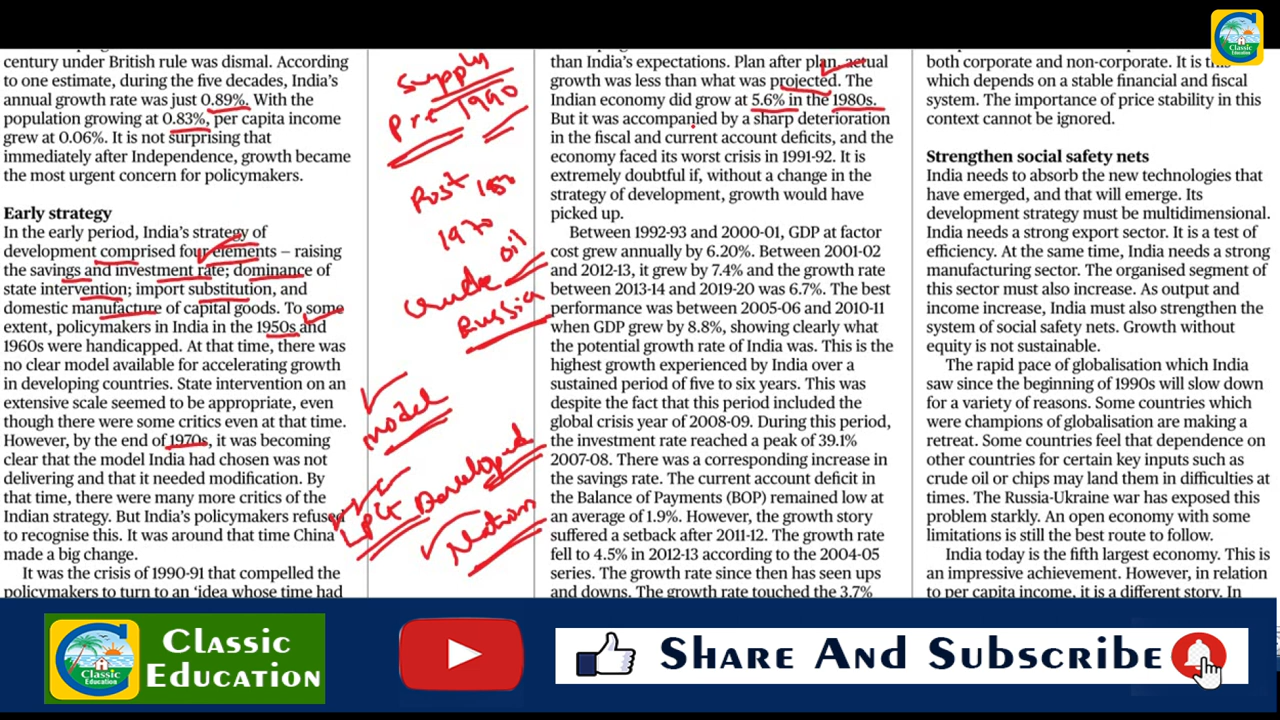 century under British rule was dismal. According
to one estimate, during the five decades, India's
annual growth rate was just 0.89%. With the
population growing at 0.83%, per capita income
grew at 0.06%. It is not surprising that
immediately after Independence, growth became
the most urgent concern for policymakers.
Early strategy
In the early period, India's strategy of
development comprised four elements — raising
the savings and investment rate; dominance of
state intervention; import substitution, and
domestic manufacture of capital goods. To some
extent, policymakers in India in the 1950s and
1960s were handicapped. At that time, there was
no clear model available for accelerating growth
in developing countries. State intervention on an
extensive scale seemed to be appropriate, even
though there were some critics even at that time.
However, by the end of 1970s, it was becoming
clear that the model India had chosen was not
delivering and that it needed modification. By
that time, there were many more critics of the
Indian strategy. But India's policymakers refused
to recognise this. It was around that time China
made a big change.
It was the crisis of 1990-91 that compelled the
policymakers to turn to an 'idea whose time had
Supply
Pre 1990
Post
1970
Crude oil
Russia
model
LPG Developed
Nations
than India's expectations. Plan after plan, actual
growth was less than what was projected. The
Indian economy did grow at 5.6% in the 1980s.
But it was accompanied by a sharp deterioration
in the fiscal and current account deficits, and the
economy faced its worst crisis in 1991-92. It is
extremely doubtful if, without a change in the
strategy of development, growth would have
picked up.
Between 1992-93 and 2000-01, GDP at factor
cost grew annually by 6.20%. Between 2001-02
and 2012-13, it grew by 7.4% and the growth rate
between 2013-14 and 2019-20 was 6.7%. The best
performance was between 2005-06 and 2010-11
when GDP grew by 8.8%, showing clearly what
the potential growth rate of India was. This is the
highest growth experienced by India over a
sustained period of five to six years. This was
despite the fact that this period included the
global crisis year of 2008-09. During this period,
the investment rate reached a peak of 39.1%
2007-08. There was a corresponding increase in
the savings rate. The current account deficit in
the Balance of Payments (BOP) remained low at
an average of 1.9%. However, the growth story
suffered a setback after 2011-12. The growth rate
fell to 4.5% in 2012-13 according to the 2004-05
series. The growth rate since then has seen ups
and downs. The growth rate touched the 3.7%
both corporate and non-corporate. It is this
which depends on a stable financial and fiscal
system. The importance of price stability in this
context cannot be ignored.
Strengthen social safety nets
India needs to absorb the new technologies that
have emerged, and that will emerge. Its
development strategy must be multidimensional.
India needs a strong export sector. It is a test of
efficiency. At the same time, India needs a strong
manufacturing sector. The organised segment of
this sector must also increase. As output and
income increase, India must also strengthen the
system of social safety nets. Growth without
equity is not sustainable.
The rapid pace of globalisation which India
saw since the beginning of 1990s will slow down
for a variety of reasons. Some countries which
were champions of globalisation are making a
retreat. Some countries feel that dependence on
other countries for certain key inputs such as
crude oil or chips may land them in difficulties at
times. The Russia-Ukraine war has exposed this
problem starkly. An open economy with some
limitations is still the best route to follow.
India today is the fifth largest economy. This is
an impressive achievement. However, in relation
to per capita income, it is a different story. In
Classic
Education
Classic
Education
Classic
Education
Share And Subscribe